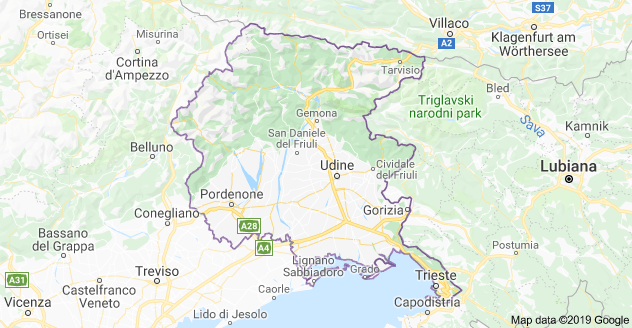 Bressanone
Ortisei
Misurina
Cortina
d'Ampezzo
Villaco
S37
A2
Klagenfurt am
Wörthersee
Tarvisio
Bled
Triglavski
narodni park
Sava
Kamnik
Gemona
San Daniele
del Friuli
Belluno
Udine
Cividale
del Friuli
Lubiana
Pordenone
Conegliano
A28
Gorizia
A4
Postumia
Bassano
del Grappa
Treviso
Lignano
Sabbiadoro
Grado
Trieste
A31
Castelfranco
Veneto
Caorle
Capodistria
Vicenza
Lido di Jesolo
Map data ©2019 Google